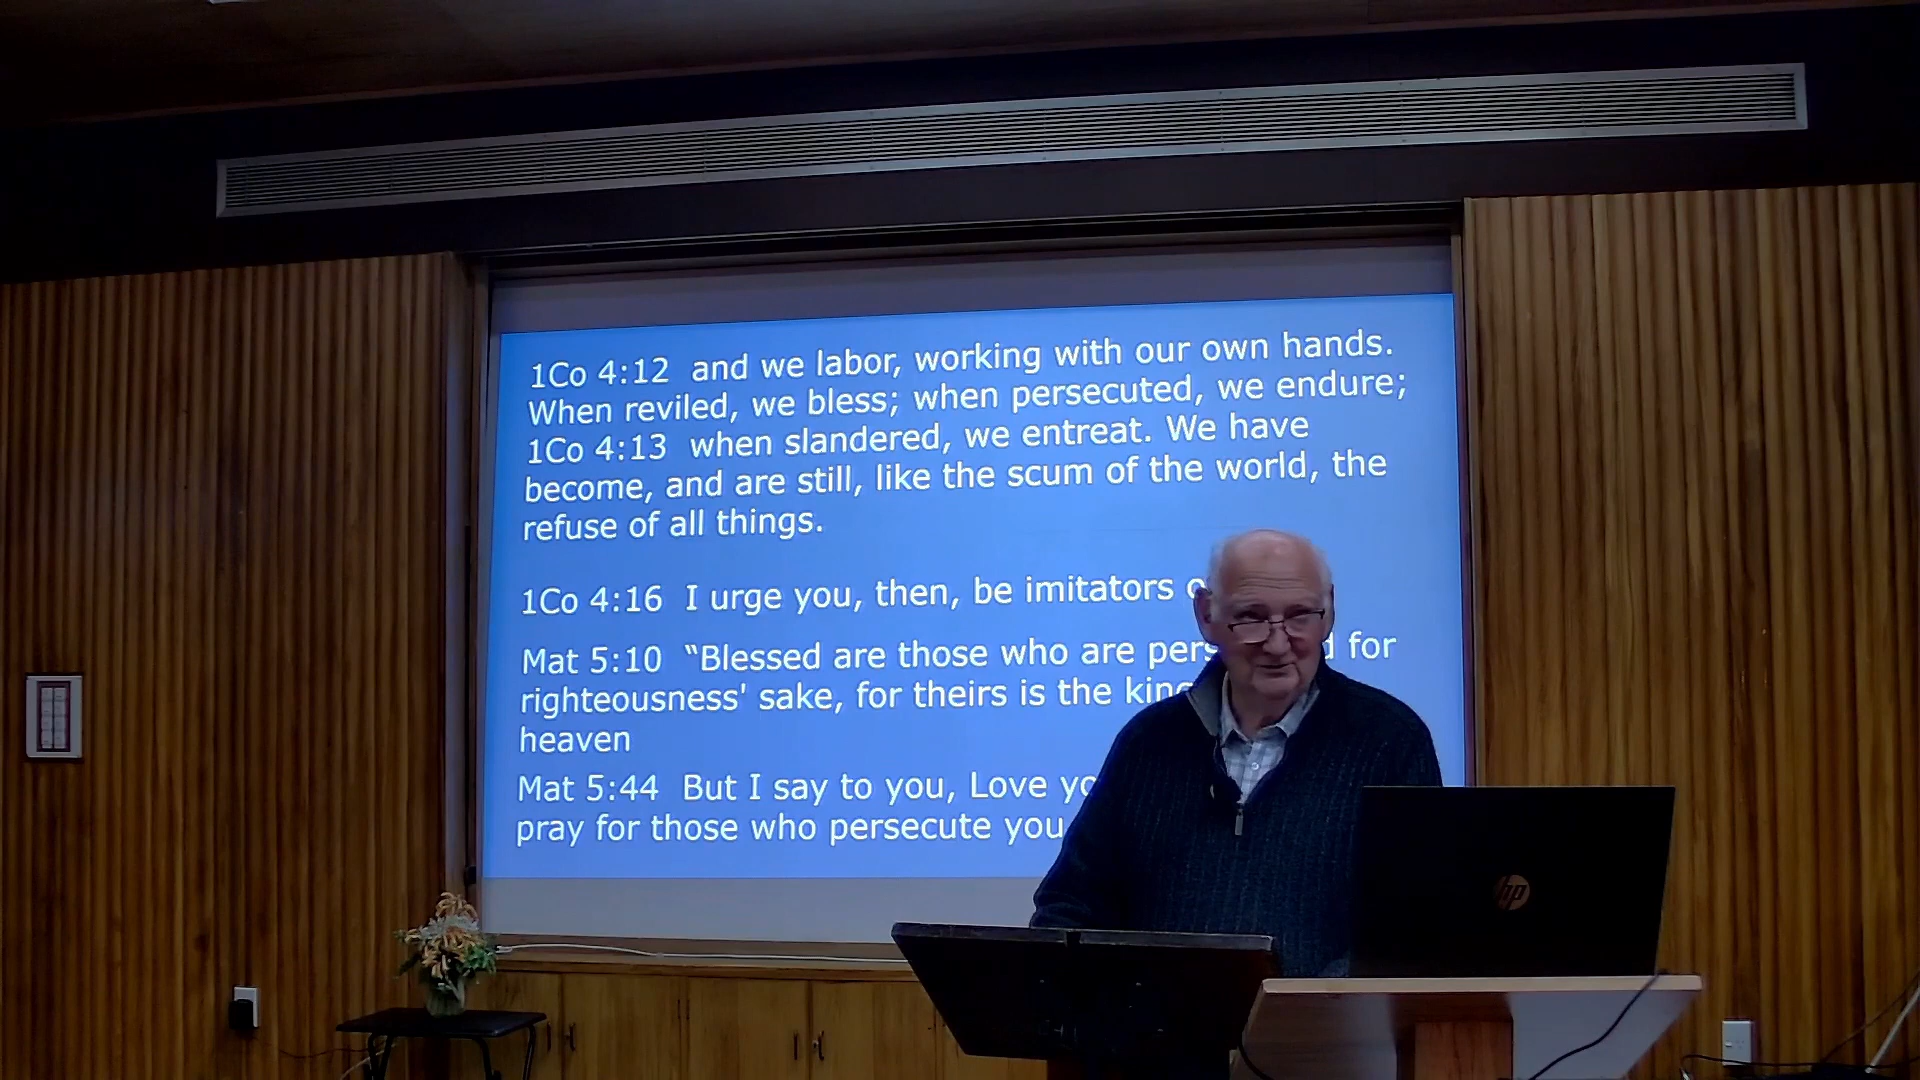 1Co 4:12 and we labor, working with our own hands.
When reviled, we bless; when persecuted, we endure;
1Co 4:13 when slandered, we entreat. We have
become, and are still, like the scum of the world, the
refuse of all things.
1Co 4:16 I urge you, then, be imitators
Mat 5:10 “Blessed are those who are for
righteousness' sake, for theirs is the
heaven
Mat 5:44 But I say to you, Love
pray for those who persecute you
hp